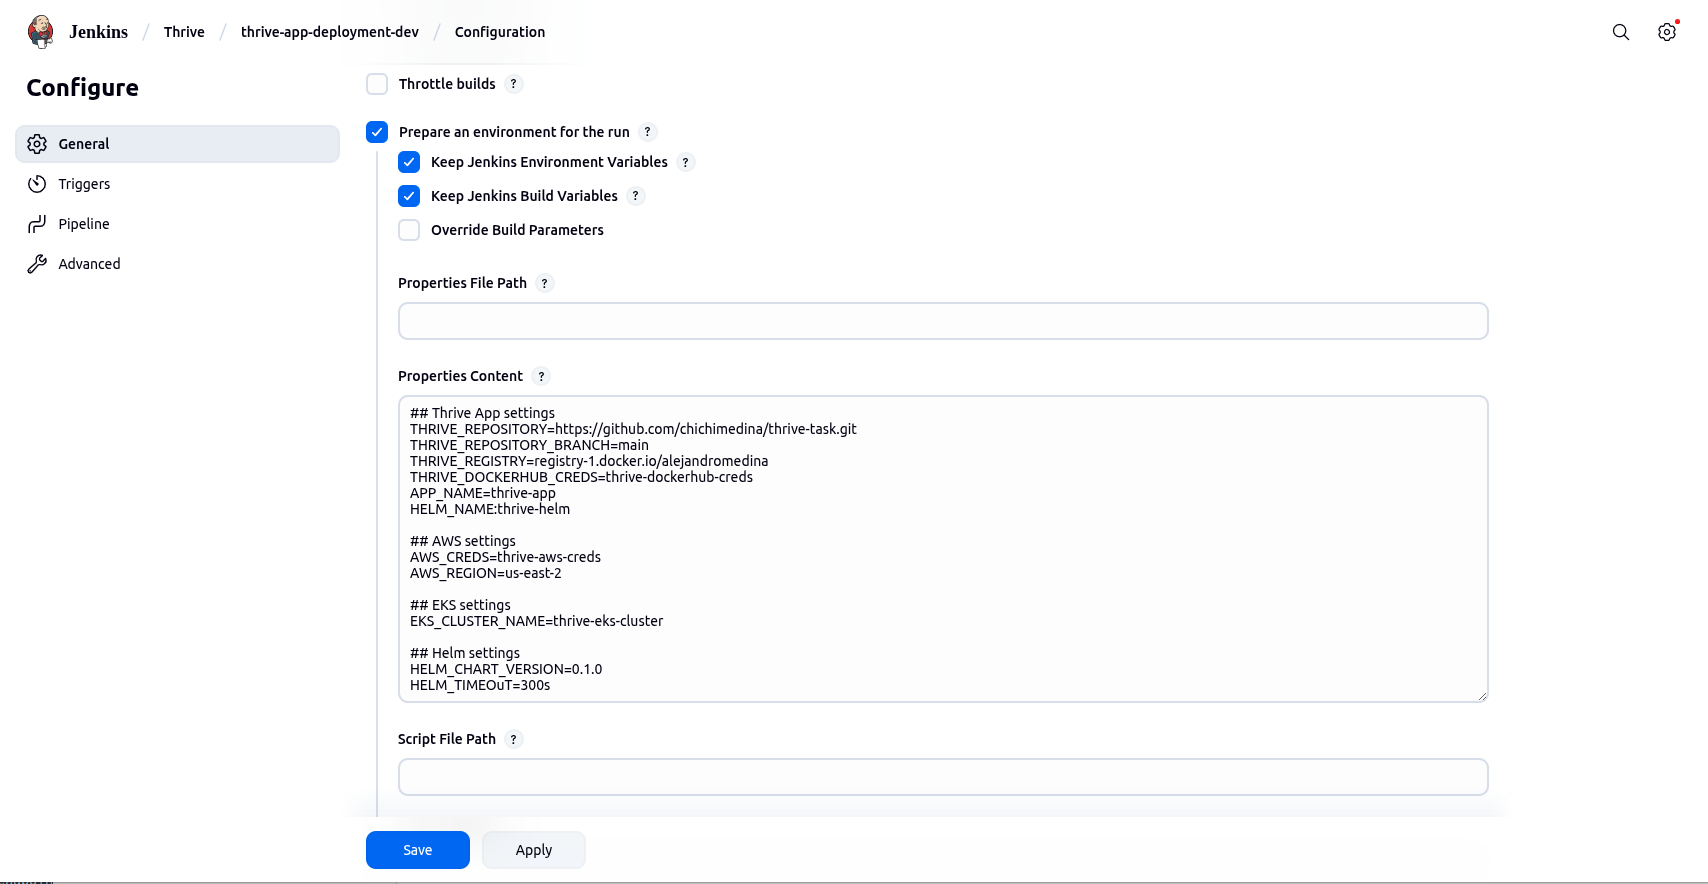 Jenkins / Thrive / thrive-app-deployment-dev / Configuration
Configure
General
Triggers
Pipeline
Advanced
Throttle builds ?
Prepare an environment for the run ?
Keep Jenkins Environment Variables ?
Keep Jenkins Build Variables ?
Override Build Parameters
Properties File Path ?
Properties Content ?
## Thrive App settings
THRIVE_REPOSITORY=https://github.com/chichimedina/thrive-task.git
THRIVE_REPOSITORY_BRANCH=main
THRIVE_REGISTRY=registry-1.docker.io/alejandromedina
THRIVE_DOCKERHUB_CREDS=thrive-dockerhub-creds
APP_NAME=thrive-app
HELM_NAME:thrive-helm
## AWS settings
AWS_CREDS=thrive-aws-creds
AWS_REGION=us-east-2
## EKS settings
EKS_CLUSTER_NAME=thrive-eks-cluster
## Helm settings
HELM_CHART_VERSION=0.1.0
HELM_TIMEOuT=300s
Script File Path ?
Save
Apply